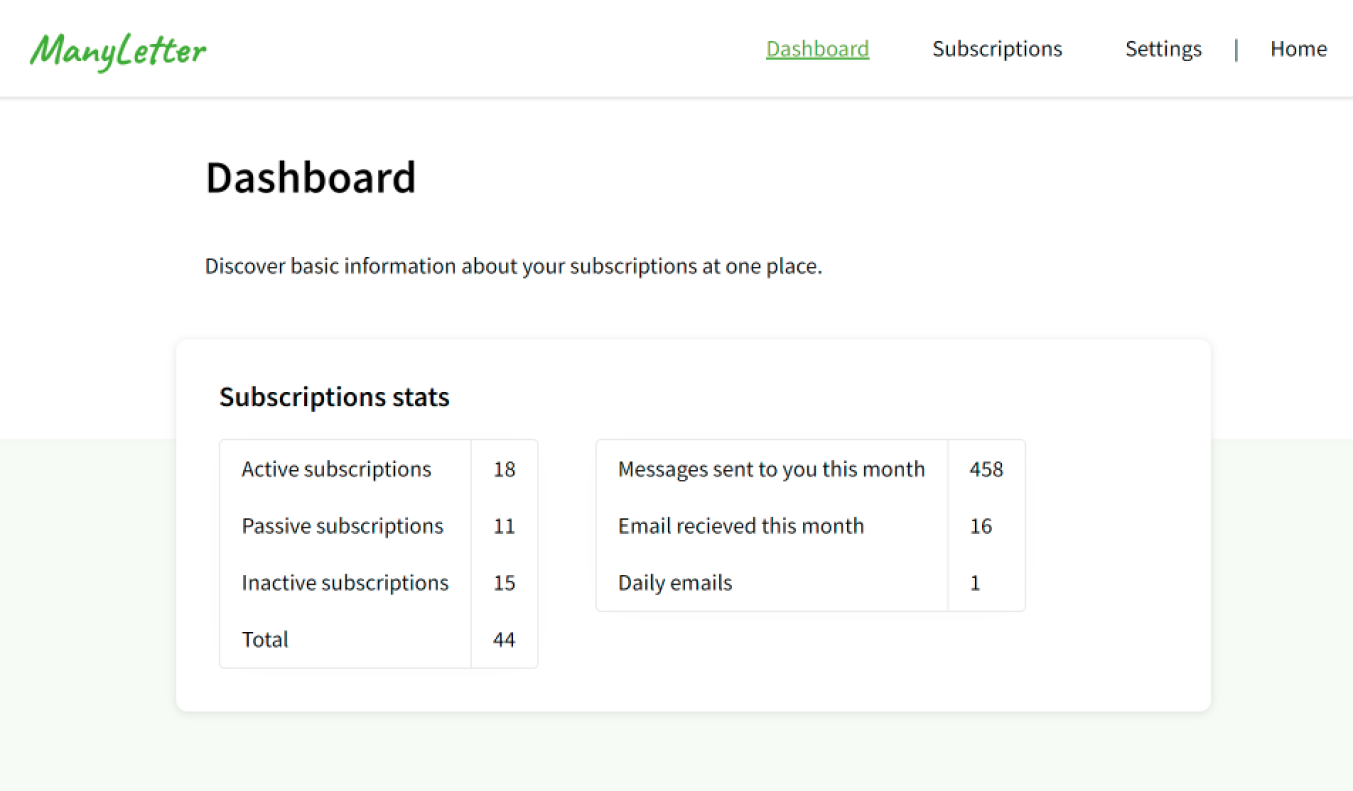 ManyLetter
Dashboard Subscriptions Settings | Home
Dashboard
Discover basic information about your subscriptions at one place.
Subscriptions stats
Active subscriptions 18
Passive subscriptions 11
Inactive subscriptions 15
Total 44
Messages sent to you this month 458
Email recieved this month 16
Daily emails 1